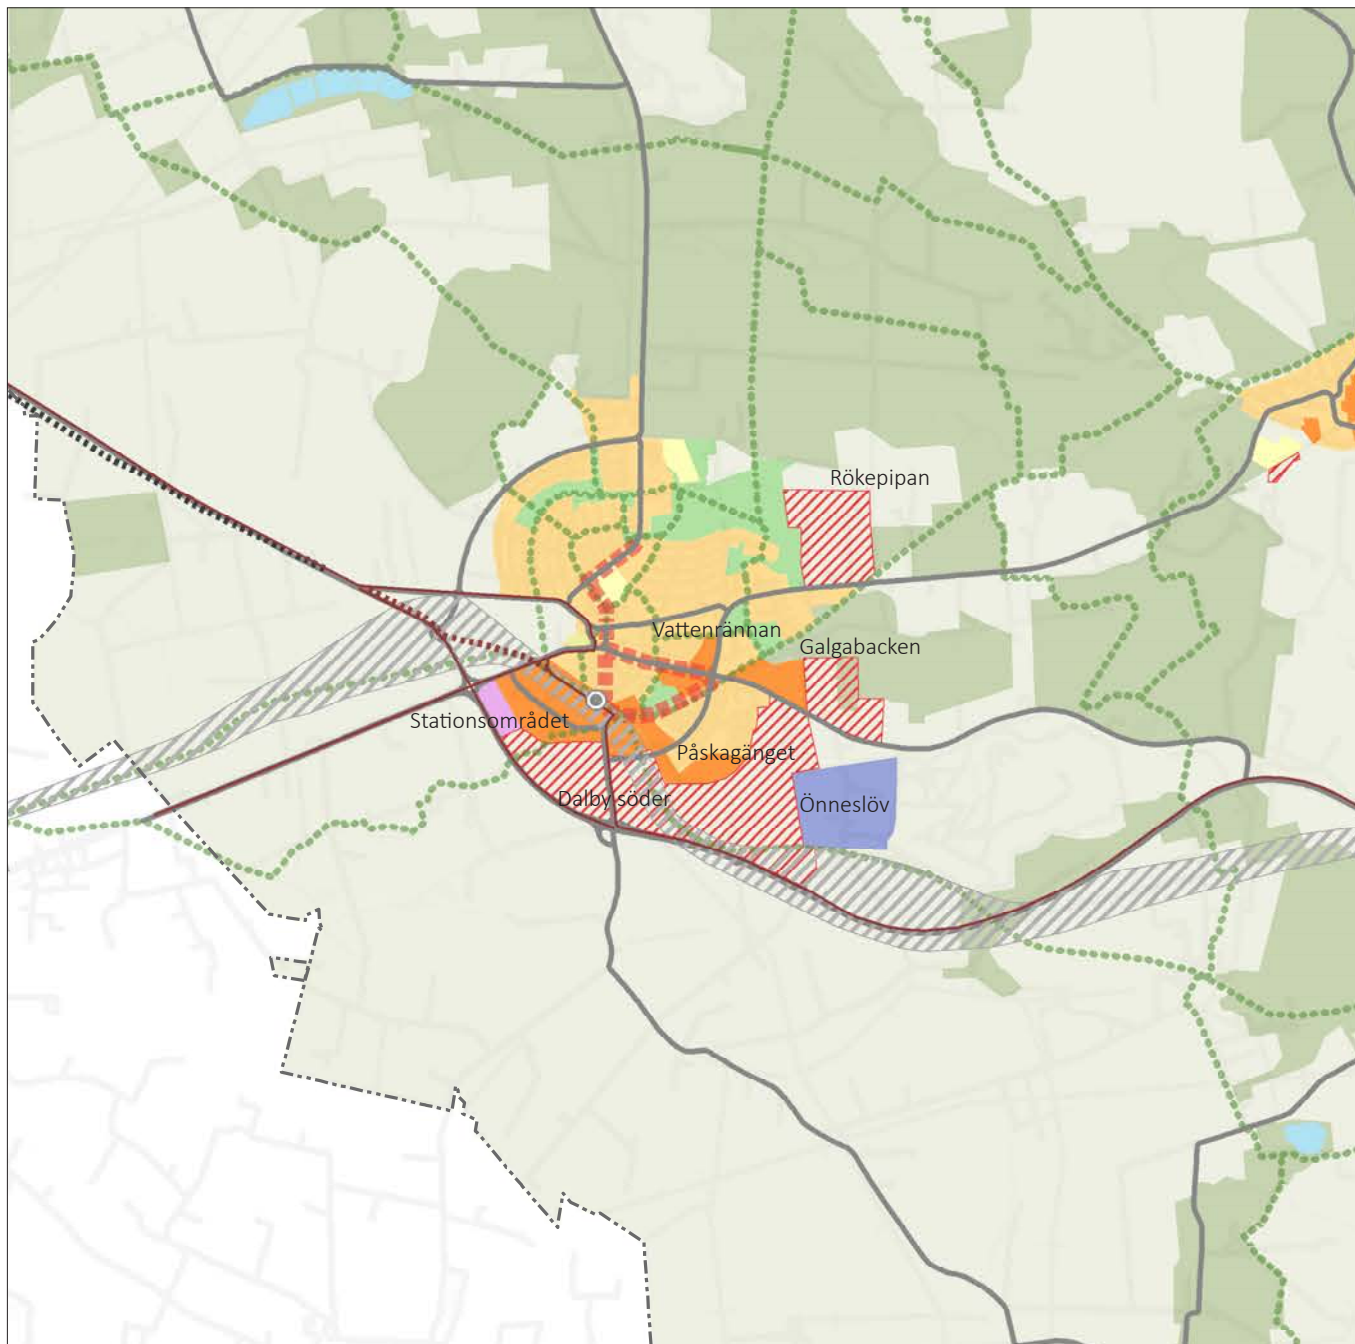 Rökepipan
Vattenrännan
Galgabacken
Stationsområdet
Påskagänget
Dalby söder
Önneslöv